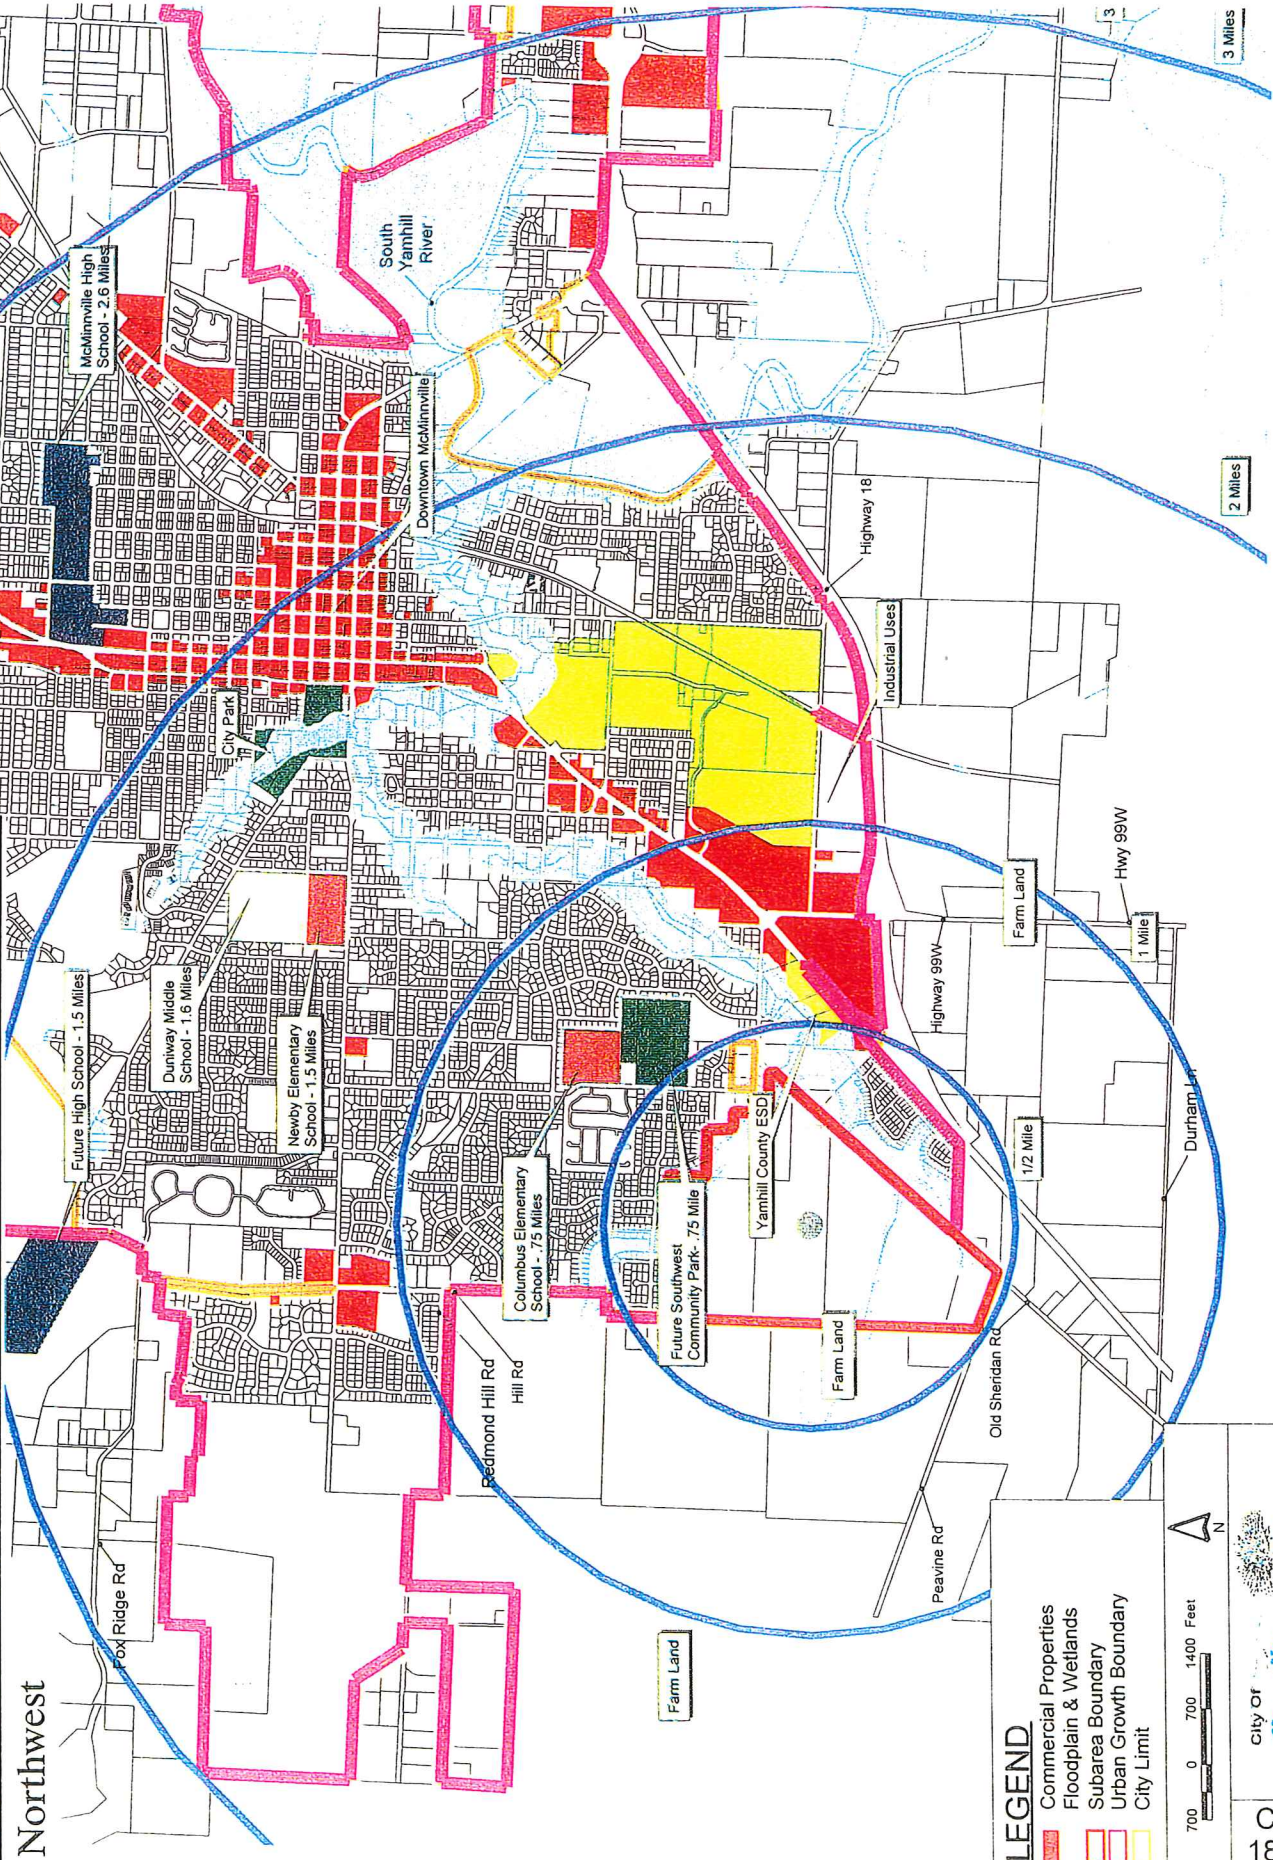 Northwest
Fox Ridge Rd
Future High School - 1.5 Miles
McMinnville High
School - 2.6 Miles
Duniway Middle
School - 1.6 Miles
City Park
Newby Elementary
School - 1.5 Miles
South
Yamhill
River
Downtown McMinnville
Redmond Hill Rd
Hill Rd
Columbus Elementary
School - .75 Miles
Future Southwest
Community Park- .75 Mile
Farm Land
Yamhill County ESD
Farm Land
Highway 18
Industrial Uses
Peavine Rd
Old Sheridan Rd
1/2 Mile
Highway 99W
Farm Land
Hwy 99W
1 Mile
Durham Ln
2 Miles
3 Miles
3
LEGEND
Commercial Properties
Floodplain & Wetlands
Subarea Boundary
Urban Growth Boundary
City Limit
700 0 700 1400 Feet
N
City Of
18